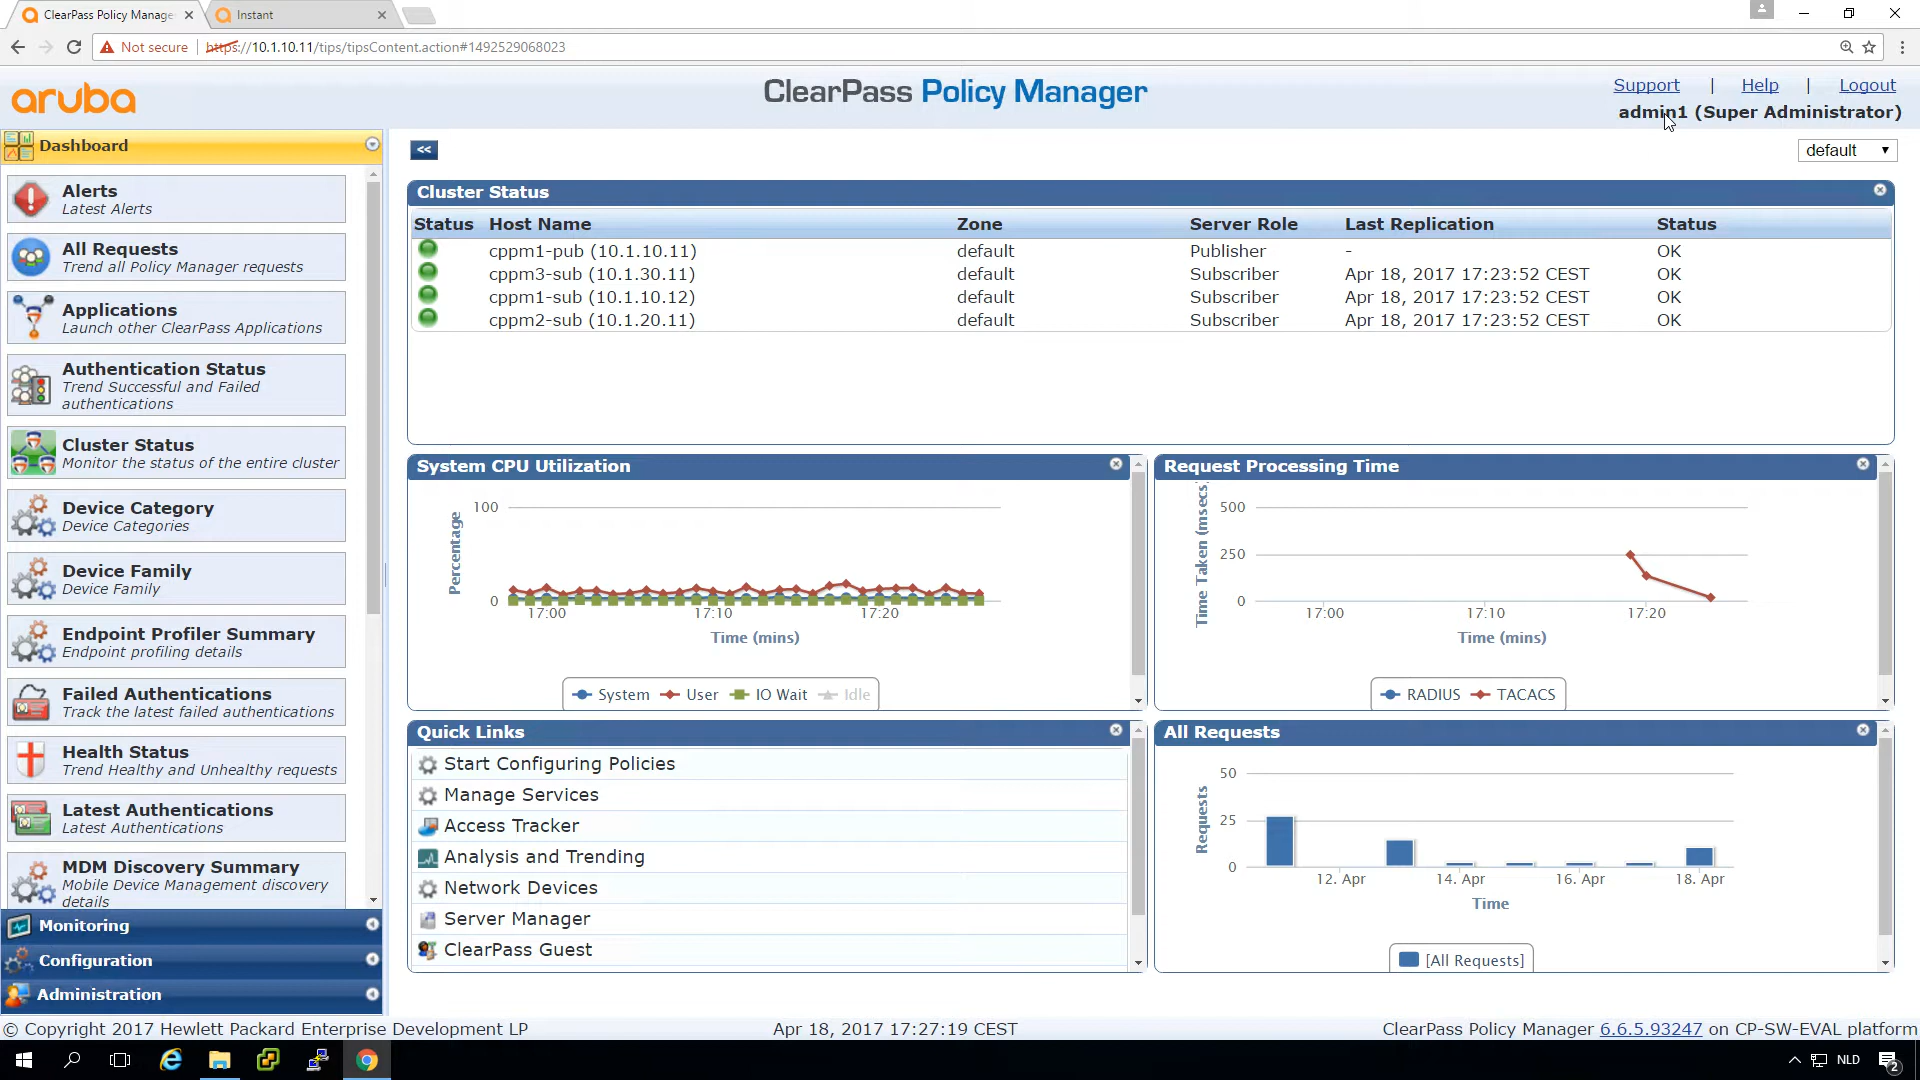 ClearPass Policy Manage
Instant
Not secure
https://10.1.10.11/tips/tipsContent.action#1492529068023
aruba
ClearPass Policy Manager
Support | Help | Logout
admin1 (Super Administrator)
Dashboard
<<
default
Alerts
Latest Alerts
All Requests
Trend all Policy Manager requests
Applications
Launch other ClearPass Applications
Authentication Status
Trend Successful and Failed
authentications
Cluster Status
Monitor the status of the entire cluster
Device Category
Device Categories
Device Family
Device Family
Endpoint Profiler Summary
Endpoint profiling details
Failed Authentications
Track the latest failed authentications
Health Status
Trend Healthy and Unhealthy requests
Latest Authentications
Latest Authentications
MDM Discovery Summary
Mobile Device Management discovery
details
Monitoring
Configuration
Administration
Cluster Status
Status Host Name Zone Server Role Last Replication Status
cppm1-pub (10.1.10.11) default Publisher - OK
cppm3-sub (10.1.30.11) default Subscriber Apr 18, 2017 17:23:52 CEST OK
cppm1-sub (10.1.10.12) default Subscriber Apr 18, 2017 17:23:52 CEST OK
cppm2-sub (10.1.20.11) default Subscriber Apr 18, 2017 17:23:52 CEST OK
System CPU Utilization
Percentage
100
0
17:00 17:10 17:20
Time (mins)
System User IO Wait Idle
Request Processing Time
Time Taken (msecs
500
250
0
17:00 17:10 17:20
Time (mins)
RADIUS TACACS
Quick Links
Start Configuring Policies
Manage Services
Access Tracker
Analysis and Trending
Network Devices
Server Manager
ClearPass Guest
All Requests
Requests
50
25
0
12. Apr 14. Apr 16. Apr 18. Apr
Time
[All Requests]
© Copyright 2017 Hewlett Packard Enterprise Development LP
Apr 18, 2017 17:27:19 CEST
ClearPass Policy Manager 6.6.5.93247 on CP-SW-EVAL platform
NLD
2